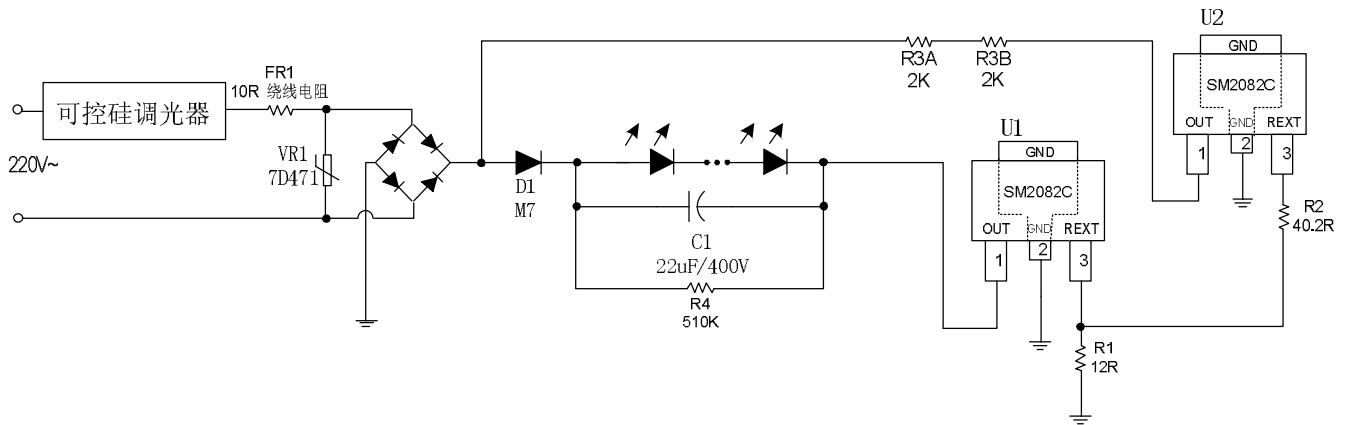 220V~
可控硅调光器
FR1
10R 绕线电阻
VR1
7D471
D1
M7
C1
22uF/400V
R4
510K
R3A
2K
R3B
2K
U1
GND
SM2082C
OUT
GND
REXT
1
2
3
R1
12R
U2
GND
SM2082C
OUT
GND
REXT
1
2
3
R2
40.2R